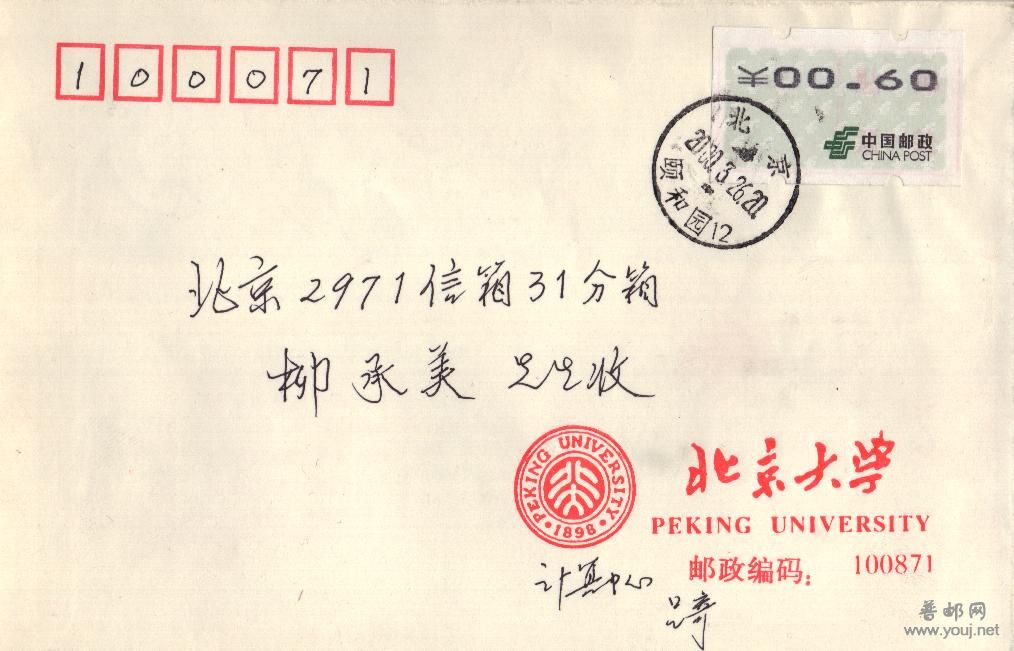 100071
¥00.60
中国邮政
CHINA POST
北京
2000.3.26.20
颐和园12
北京2971信箱31分箱
柳承美 先生收
PEKING UNIVERSITY
1898
北京大学
PEKING UNIVERSITY
邮政编码: 100871
计算中心
普邮网
www.youj.net